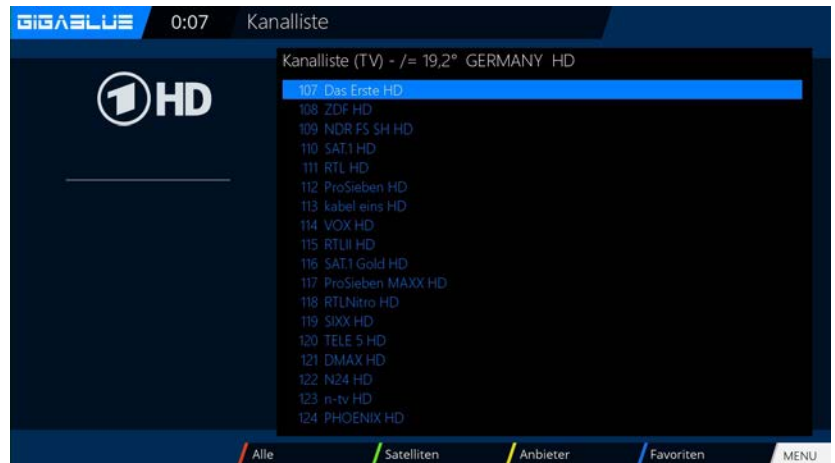 GIGABLUE 0:07 Kanalliste
Kanalliste (TV) - /= 19,2° GERMANY HD
1 HD
107 Das Erste HD
108 ZDF HD
109 NDR FS SH HD
110 SAT.1 HD
111 RTL HD
112 ProSieben HD
113 kabel eins HD
114 VOX HD
115 RTLII HD
116 SAT.1 Gold HD
117 ProSieben MAXX HD
118 RTLNitro HD
119 SIXX HD
120 TELE 5 HD
121 DMAX HD
122 N24 HD
123 n-tv HD
124 PHOENIX HD
Alle Satelliten Anbieter Favoriten MENU